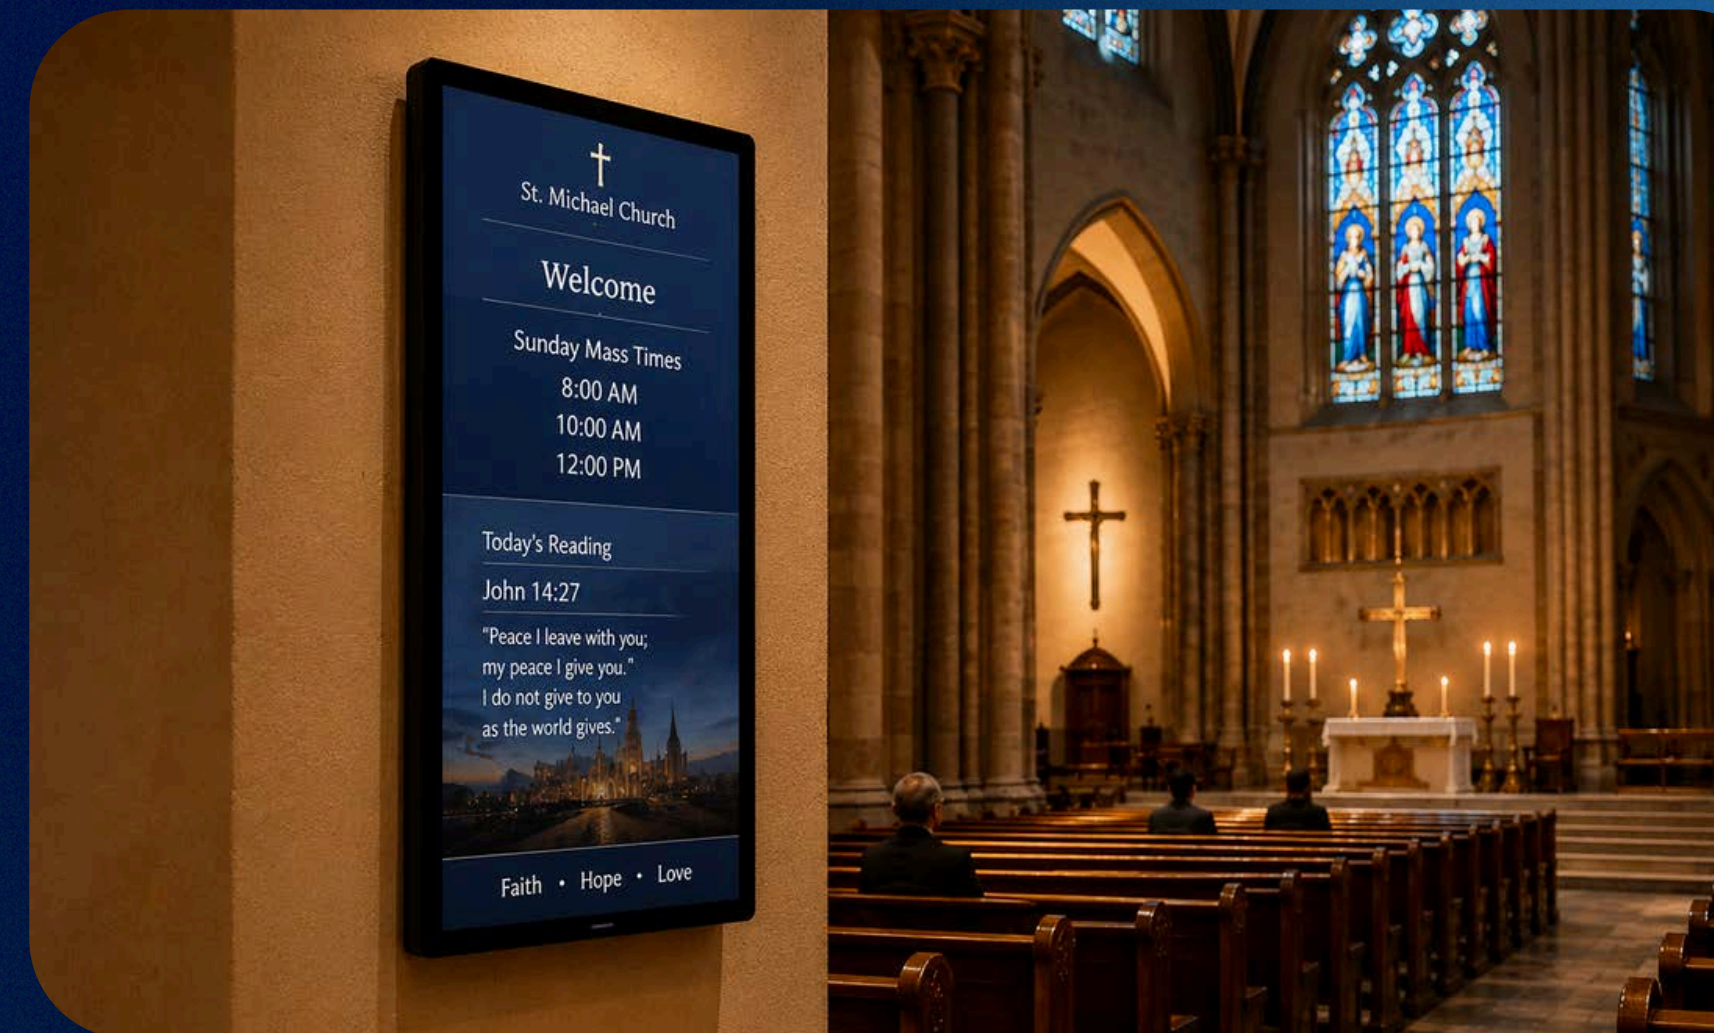 St. Michael Church
Welcome
Sunday Mass Times
8:00 AM
10:00 AM
12:00 PM
Today's Reading
John 14:27
"Peace I leave with you;
my peace I give you."
I do not give to you
as the world gives."
Faith • Hope • Love